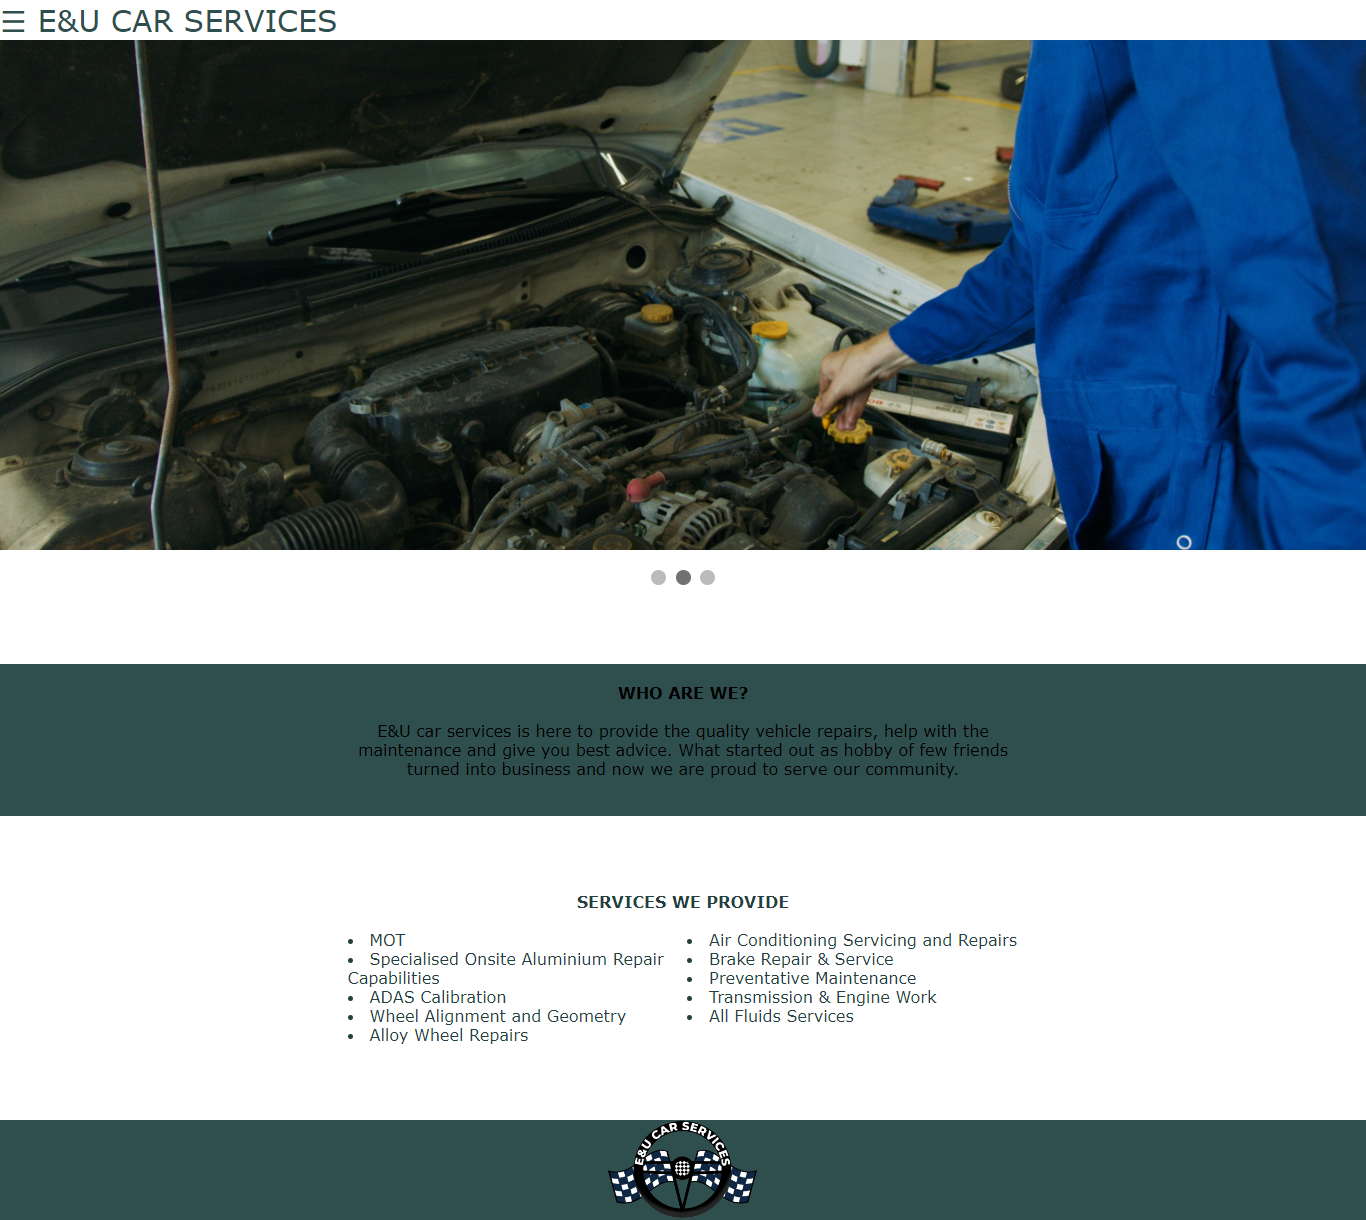 ☰ E&U CAR SERVICES
WHO ARE WE?
E&U car services is here to provide the quality vehicle repairs, help with the
maintenance and give you best advice. What started out as hobby of few friends
turned into business and now we are proud to serve our community.
SERVICES WE PROVIDE
• MOT
• Specialised Onsite Aluminium Repair
Capabilities
• ADAS Calibration
• Wheel Alignment and Geometry
• Alloy Wheel Repairs
• Air Conditioning Servicing and Repairs
• Brake Repair & Service
• Preventative Maintenance
• Transmission & Engine Work
• All Fluids Services
E&U CAR SERVICES